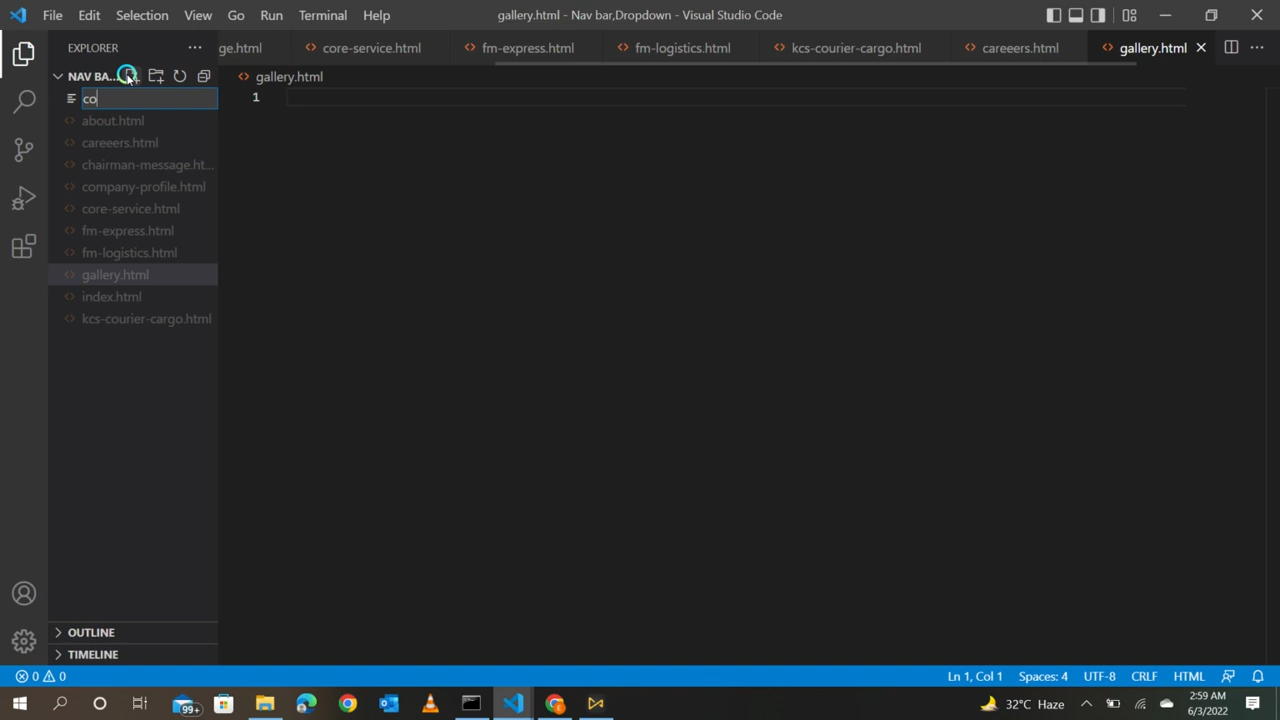 File Edit Selection View Go Run Terminal Help
gallery.html - Nav bar,Dropdown - Visual Studio Code
EXPLORER
ge.html core-service.html fm-express.html fm-logistics.html kcs-courier-cargo.html careeers.html gallery.html
NAV BA...
gallery.html
co
1
about.html
careeers.html
chairman-message.ht...
company-profile.html
core-service.html
fm-express.html
fm-logistics.html
gallery.html
index.html
kcs-courier-cargo.html
OUTLINE
TIMELINE
0 0
Ln 1, Col 1 Spaces: 4 UTF-8 CRLF HTML
99+
32°C Haze
2:59 AM
6/3/2022